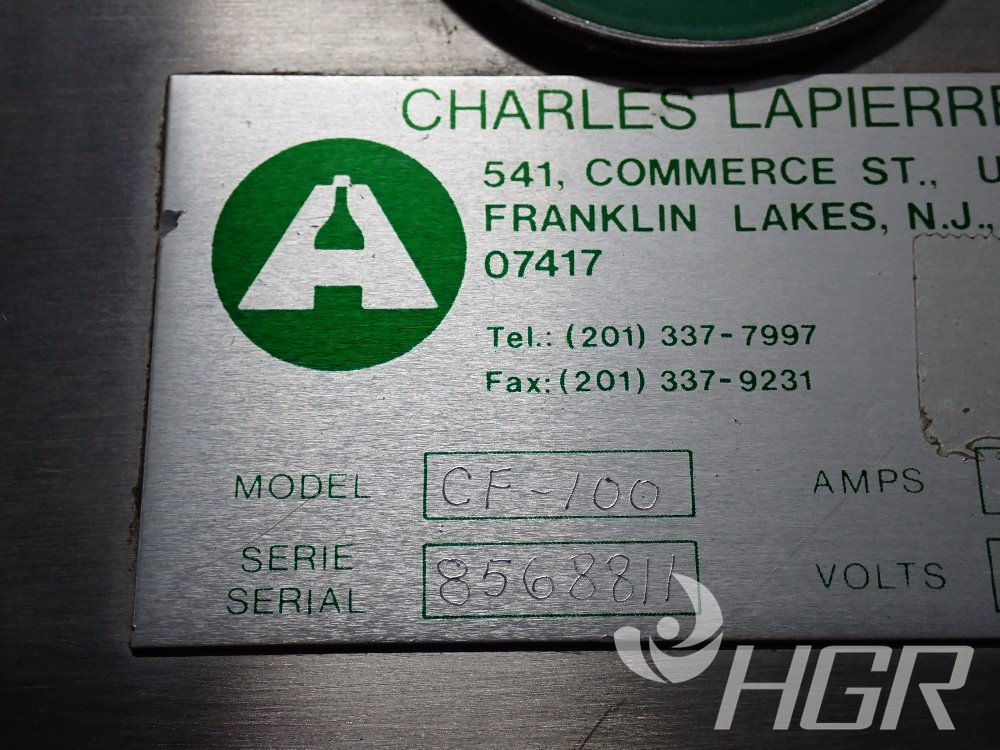 CHARLES LAPIERRE
541, COMMERCE ST., U
FRANKLIN LAKES, N.J.,
07417
Tel.: (201) 337-7997
Fax: (201) 337-9231
MODEL CF-100
AMPS
SERIE
SERIAL 8568811
VOLTS
HGR